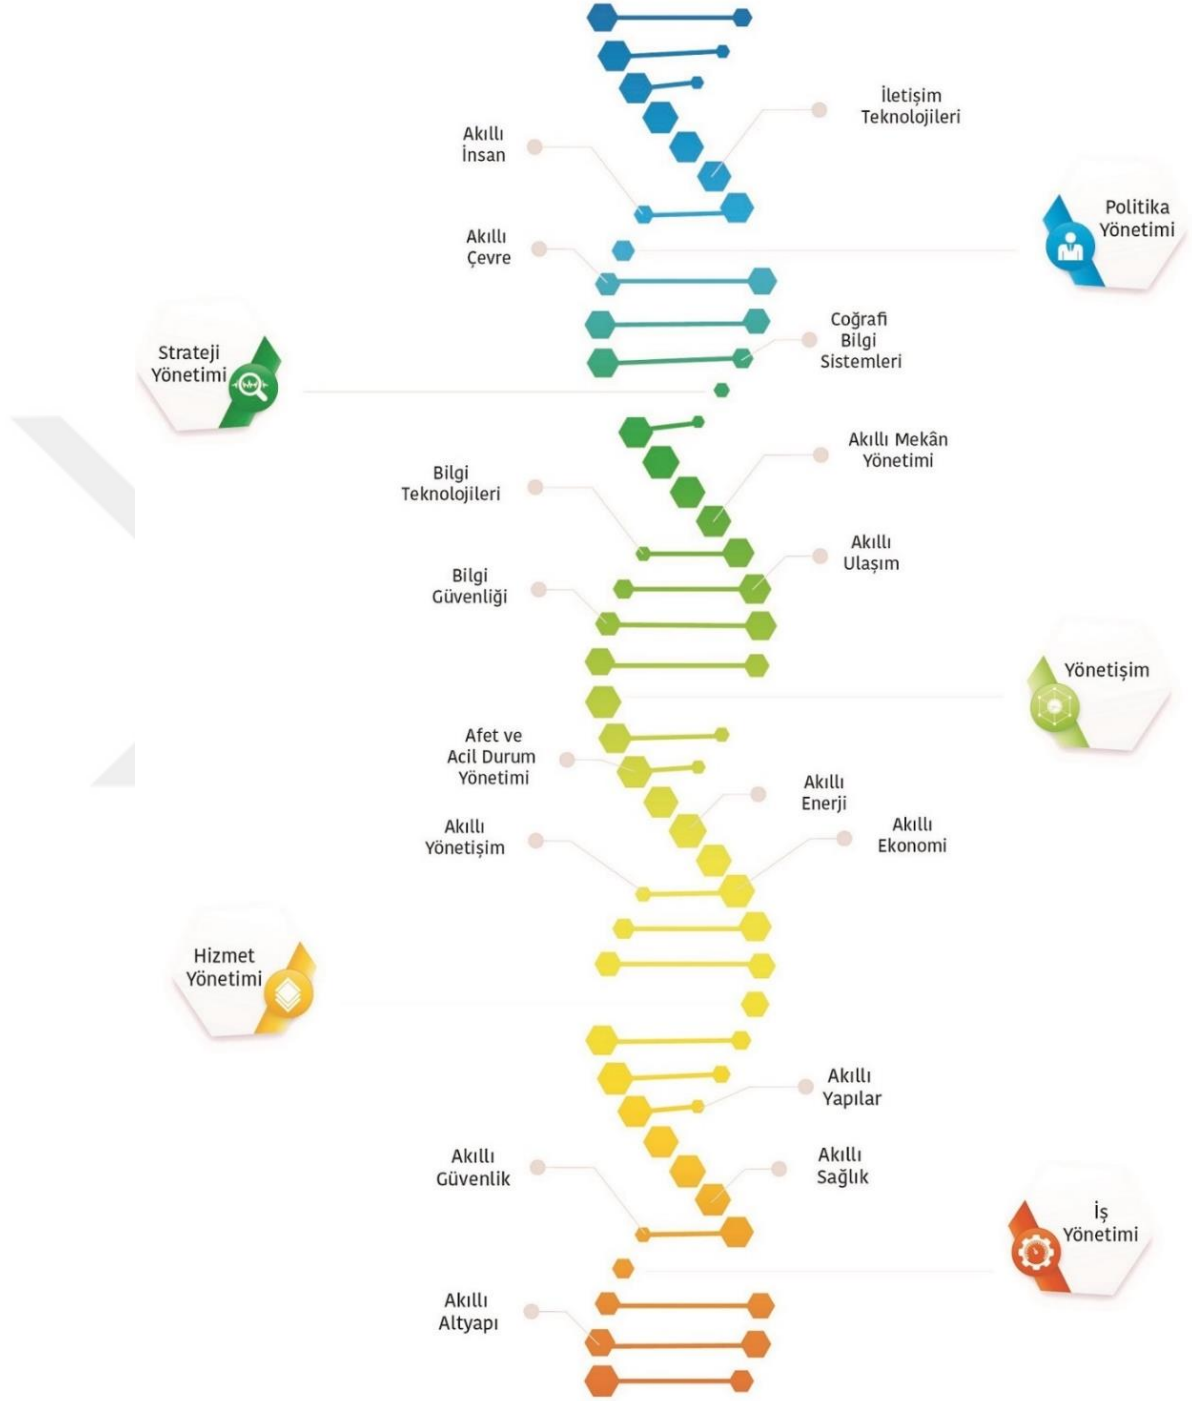 İletişim
Teknolojileri
Akıllı
İnsan
Politika
Yönetimi
Akıllı
Çevre
Coğrafi
Bilgi
Sistemleri
Strateji
Yönetimi
Akıllı Mekân
Yönetimi
Bilgi
Teknolojileri
Akıllı
Ulaşım
Bilgi
Güvenliği
Yönetişim
Afet ve
Acil Durum
Yönetimi
Akıllı
Enerji
Akıllı
Yönetişim
Akıllı
Ekonomi
Hizmet
Yönetimi
Akıllı
Yapılar
Akıllı
Güvenlik
Akıllı
Sağlık
İş
Yönetimi
Akıllı
Altyapı